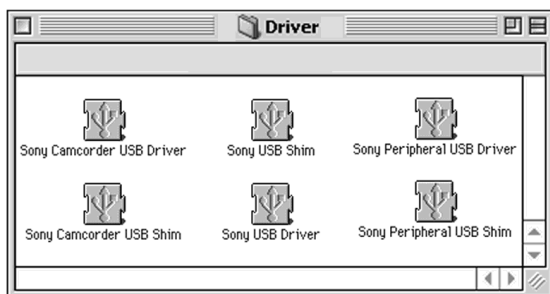 Driver
Sony Camcorder USB Driver
Sony USB Shim
Sony Peripheral USB Driver
Sony Camcorder USB Shim
Sony USB Driver
Sony Peripheral USB Shim